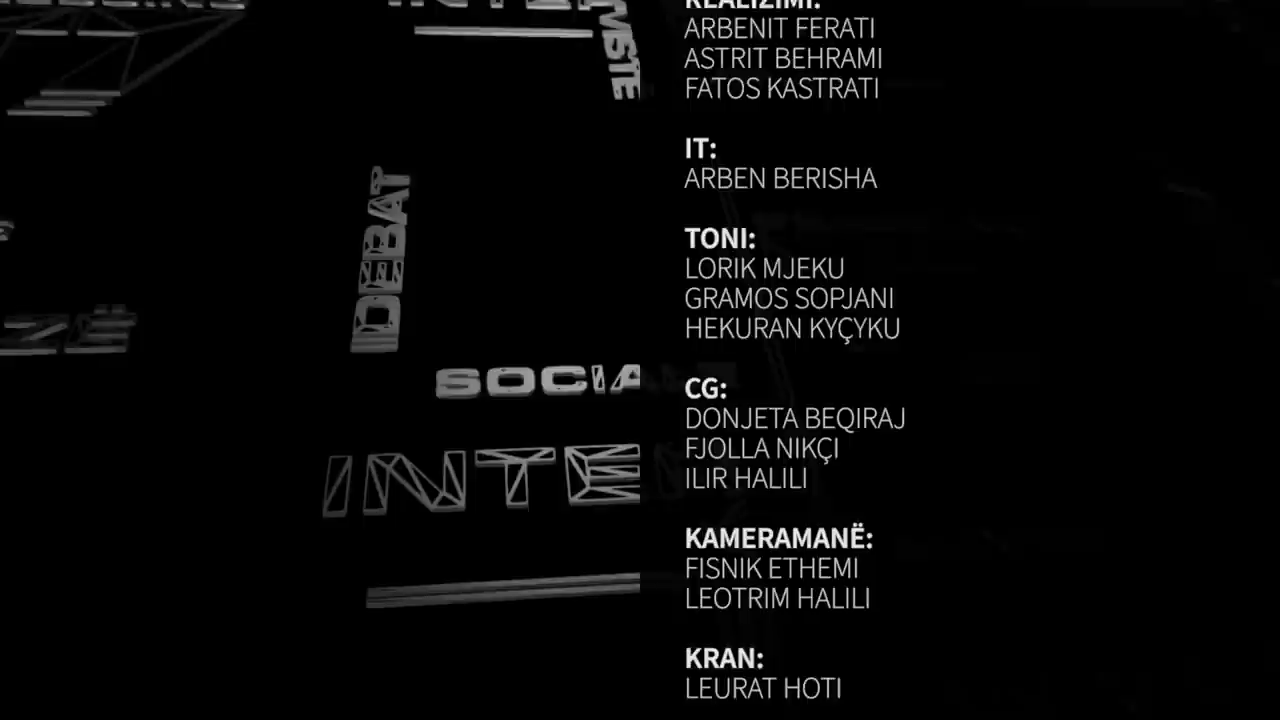 REALIZIMI:
ARBENIT FERATI
ASTRIT BEHRAMI
FATOS KASTRATI
IT:
ARBEN BERISHA
TONI:
LORIK MJEKU
GRAMOS SOPJANI
HEKURAN KYÇYKU
CG:
DONJETA BEQIRAJ
FJOLLA NIKÇI
ILIR HALILI
KAMERAMANË:
FISNIK ETHEMI
LEOTRIM HALILI
KRAN:
LEURAT HOTI
DEBAT
SOCIA
INTE